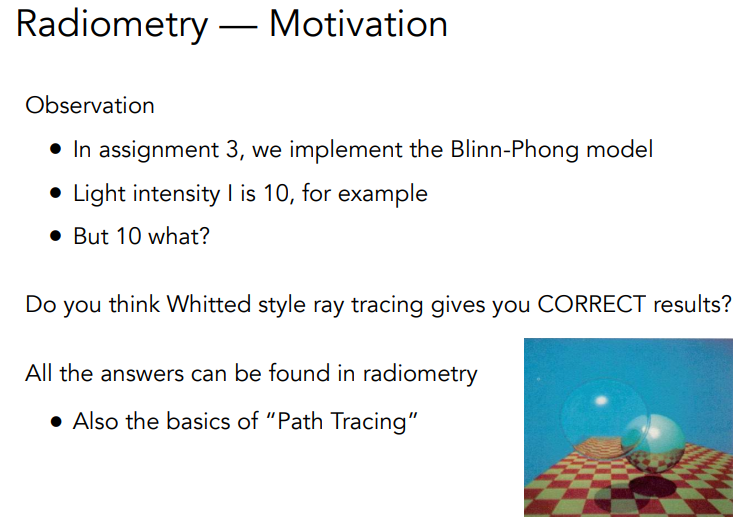 Radiometry — Motivation
Observation
• In assignment 3, we implement the Blinn-Phong model
• Light intensity I is 10, for example
• But 10 what?
Do you think Whitted style ray tracing gives you CORRECT results?
All the answers can be found in radiometry
• Also the basics of “Path Tracing”